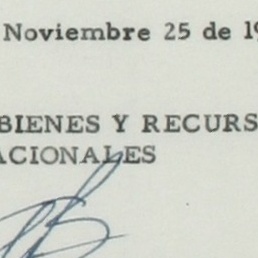 Noviembre 25 de 19
BIENES Y RECURS
ACIONALES